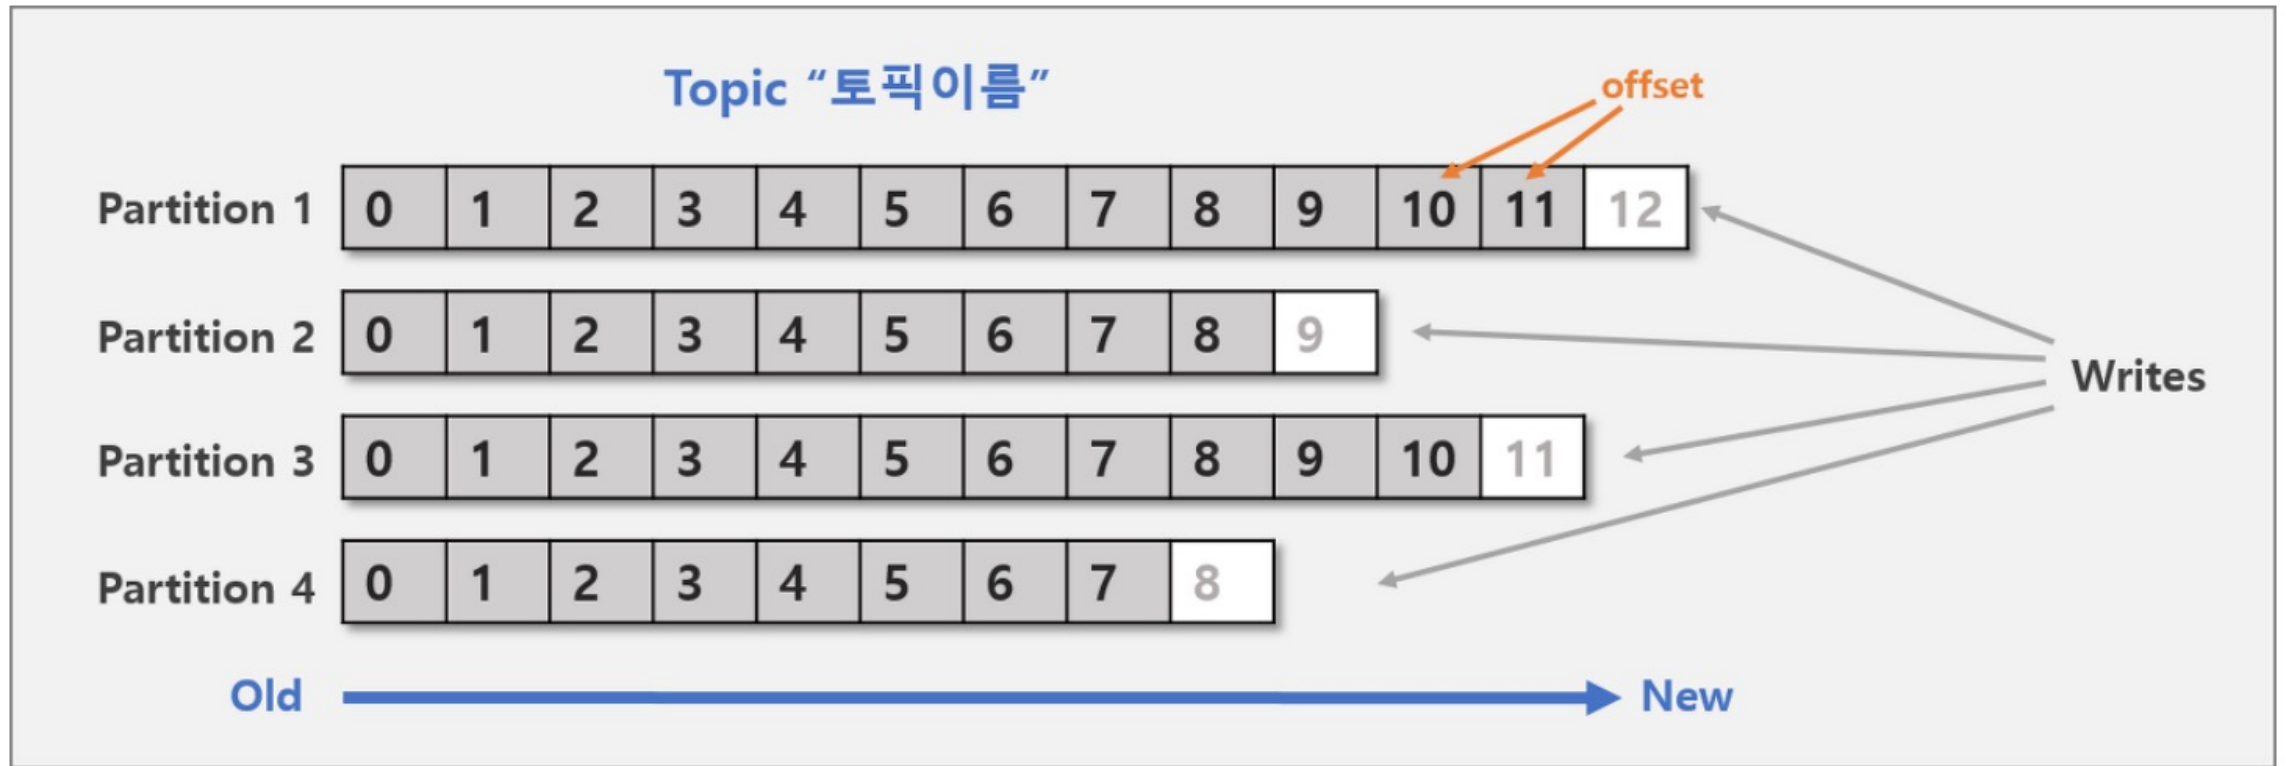 Topic “토픽이름”
offset
Partition 1 0 1 2 3 4 5 6 7 8 9 10 11 12
Partition 2 0 1 2 3 4 5 6 7 8 9
Writes
Partition 3 0 1 2 3 4 5 6 7 8 9 10 11
Partition 4 0 1 2 3 4 5 6 7 8
Old New